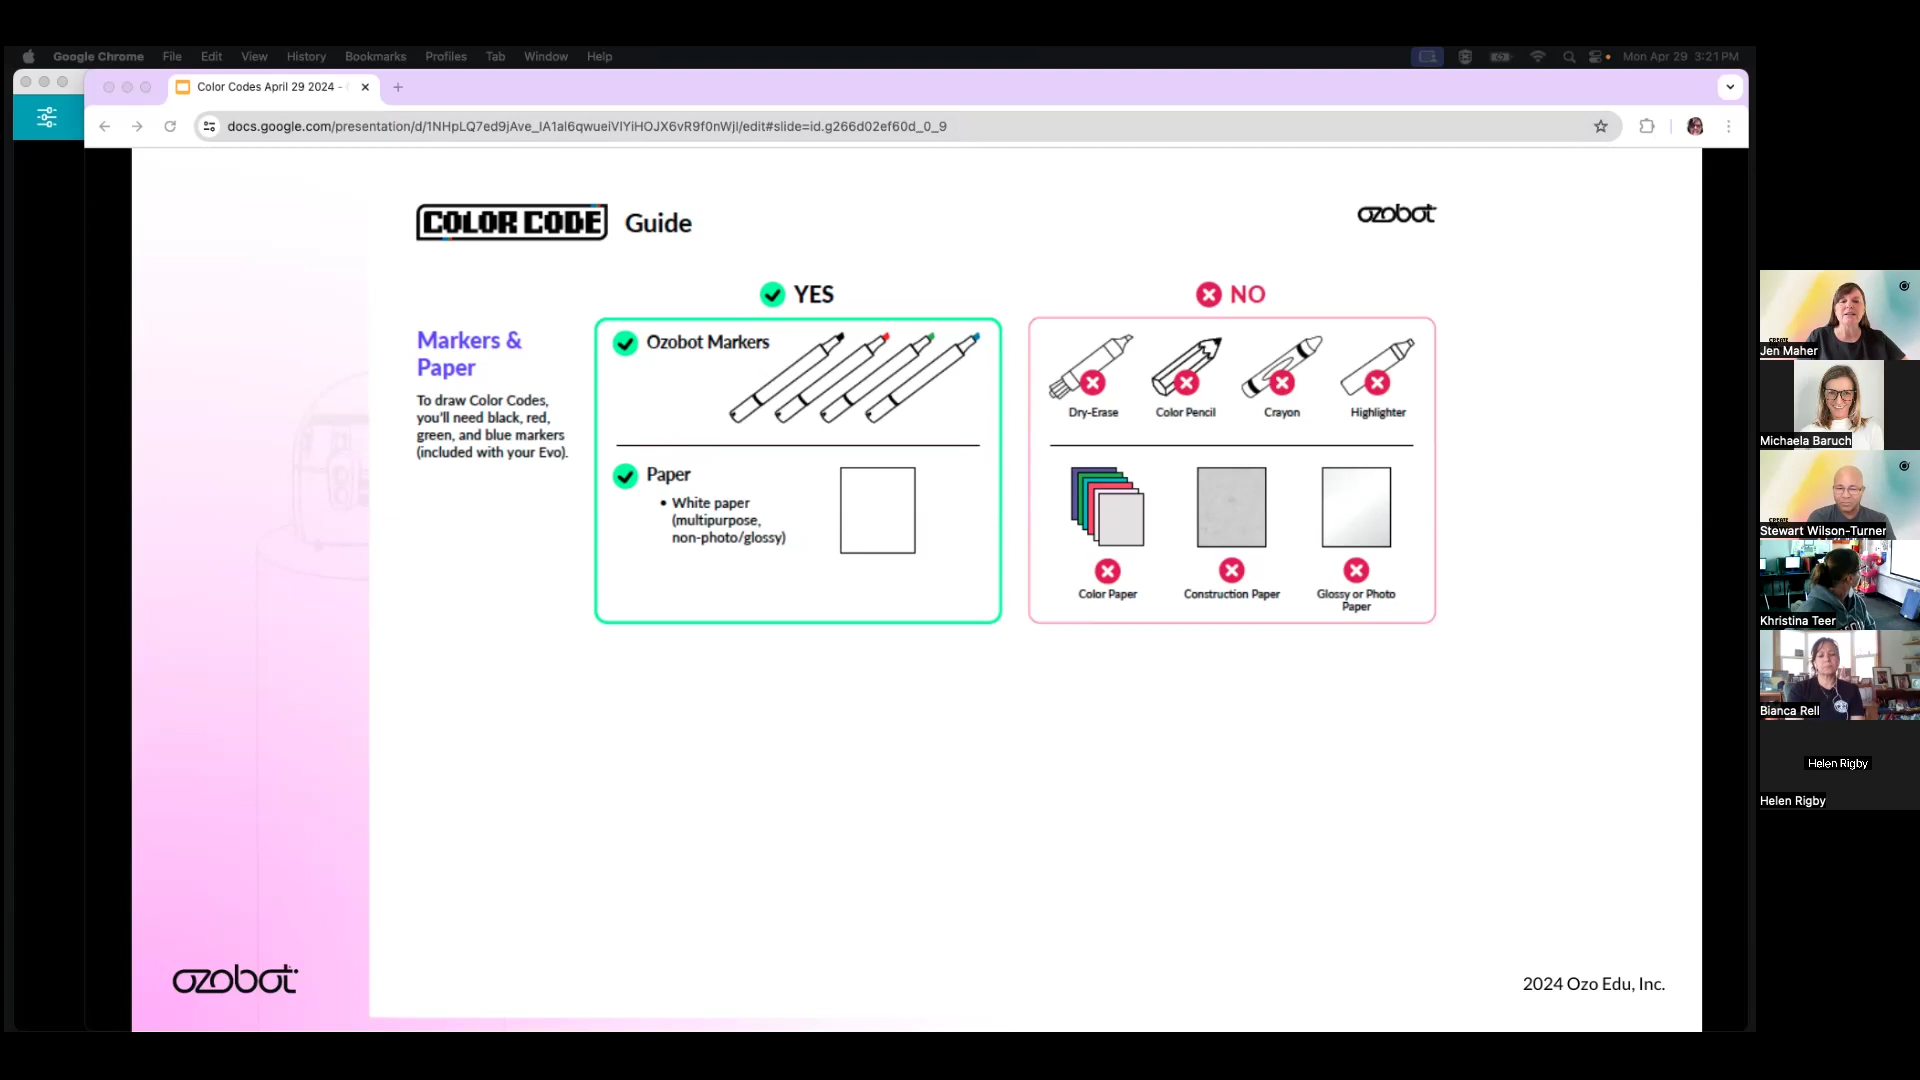 Google Chrome File Edit View History Bookmarks Profiles Tab Window Help Mon Apr 29 3:21 PM
Color Codes April 29 2024 -
docs.google.com/presentation/d/1NHpLQ7ed9jAve_IA1al6qwueiVIYiHOJX6vR9f0nWjI/edit#slide=id.g266d02ef60d_0_9
COLOR CODE Guide
ozobot
YES
NO
Markers &
Paper
To draw Color Codes,
you'll need black, red,
green, and blue markers
(included with your Evo).
Ozobot Markers
Paper
• White paper
(multipurpose,
non-photo/glossy)
Dry-Erase
Color Pencil
Crayon
Highlighter
Color Paper
Construction Paper
Glossy or Photo
Paper
ozobot
2024 Ozo Edu, Inc.
Jen Maher
Michaela Baruch
Stewart Wilson-Turner
Khristina Teer
Bianca Rell
Helen Rigby
Helen Rigby